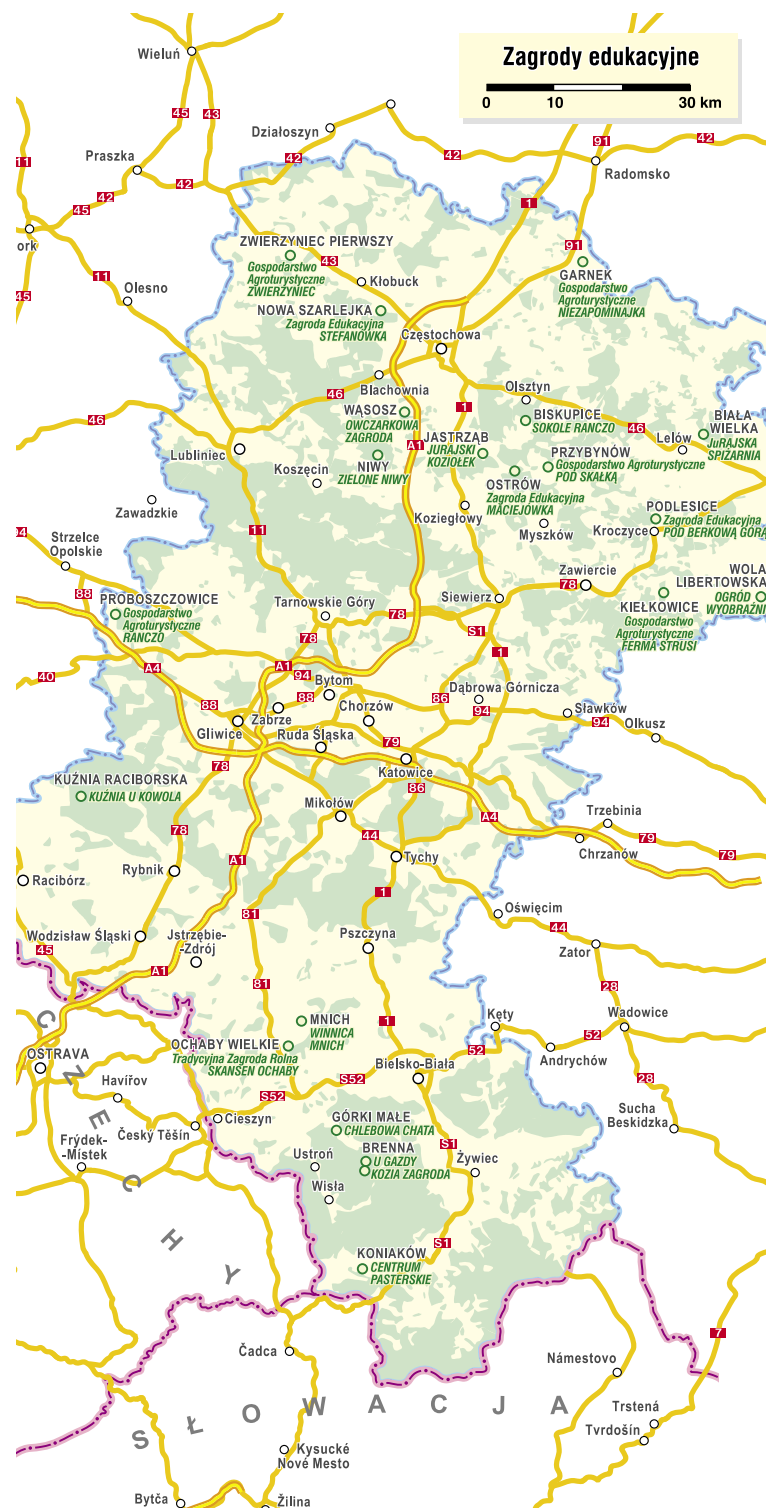 Zagrody edukacyjne
0 10 30 km
Wieluń
45
43
Działoszyn
42
42
91
42
11
Praszka
42
42
45
Radomsko
1
91
ork
11
45
Olesno
ZWIERZYNIEC PIERWSZY
Gospodarstwo
Agroturystyczne
ZWIERZYNIEC
43
Kłobuck
GARNEK
Gospodarstwo
Agroturystyczne
NIEZAPOMINAJKA
NOWA SZARLEJKA
Zagroda Edukacyjna
STEFANÓWKA
Częstochowa
Blachownia
46
46
1
Olsztyn
WĄSOSZ
OWCZARKOWA
ZAGRODA
A1
BISKUPICE
SOKOLE RANCZO
46
BIAŁA
WIELKA
JuRAJSKA
SPIŻARNIA
Lelów
Lubliniec
Koszęcin
NIWY
ZIELONE NIWY
JASTRZĄB
JURAJSKI
KOZIOŁEK
PRZYBYNÓW
Gospodarstwo Agroturystyczne
POD SKAŁKĄ
OSTRÓW
Zagroda Edukacyjna
MACIEJÓWKA
Zawadzkie
Koziegłowy
Myszków
PODLESICE
Zagroda Edukacyjna
POD BERKOWĄ GÓRĄ
Kroczyce
11
1
94
Strzelce
Opolskie
88
Zawiercie
78
WOLA
LIBERTOWSKA
OGRÓD
WYOBRAŹNI
PROBOSZCZOWICE
Gospodarstwo
Agroturystyczne
RANCZO
Tarnowskie Góry
78
Siewierz
KIEŁKOWICE
Gospodarstwo
Agroturystyczne
FERMA STRUSI
78
S1
1
40
A4
A1
94
Bytom
88
88
86
Dąbrowa Górnicza
94
Sławków
94
Olkusz
Zabrze
Chorzów
Gliwice
Ruda Śląska
79
78
Katowice
86
KUŹNIA RACIBORSKA
KUŹNIA U KOWOLA
Mikołów
A4
Trzebinia
79
79
Chrzanów
78
44
A1
Tychy
Rybnik
Racibórz
1
81
Oświęcim
44
Wodzisław Śląski
45
Jstrzębie-
-Zdrój
Pszczyna
Zator
A1
81
28
MNICH
WINNICA
MNICH
1
Kęty
Wadowice
52
OCHABY WIELKIE
Tradycyjna Zagroda Rolna
SKANSEN OCHABY
52
Andrychów
OSTRAVA
Bielsko-Biała
S52
28
Havířov
S52
Cieszyn
GÓRKI MAŁE
CHLEBOWA CHATA
Sucha
Beskidzka
Český Těšín
Frýdek-
-Místek
Ustroń
BRENNA
U GAZDY
KOZIA ZAGRODA
S1
Żywiec
Wisła
CZECHY
S1
KONIAKÓW
CENTRUM
PASTERSKIE
7
Čadca
Námestovo
SŁOWACJA
Trstená
Tvrdošín
Kysucké
Nové Mesto
Bytča
Žilina